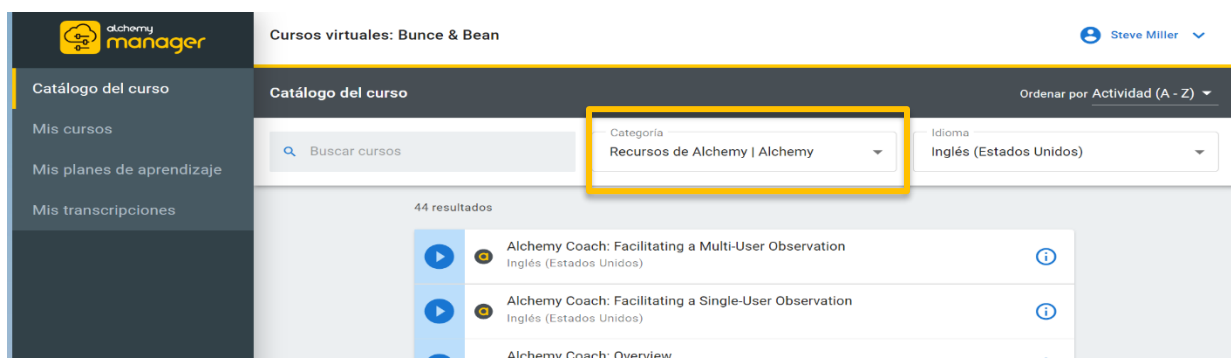 alchemy
manager
Cursos virtuales: Bunce & Bean
Steve Miller
Catálogo del curso
Mis cursos
Mis planes de aprendizaje
Mis transcripciones
Catálogo del curso
Ordenar por Actividad (A - Z)
Buscar cursos
Categoría
Recursos de Alchemy | Alchemy
Idioma
Inglés (Estados Unidos)
44 resultados
a
Alchemy Coach: Facilitating a Multi-User Observation
Inglés (Estados Unidos)
a
Alchemy Coach: Facilitating a Single-User Observation
Inglés (Estados Unidos)
Alchemy Coach: Overview